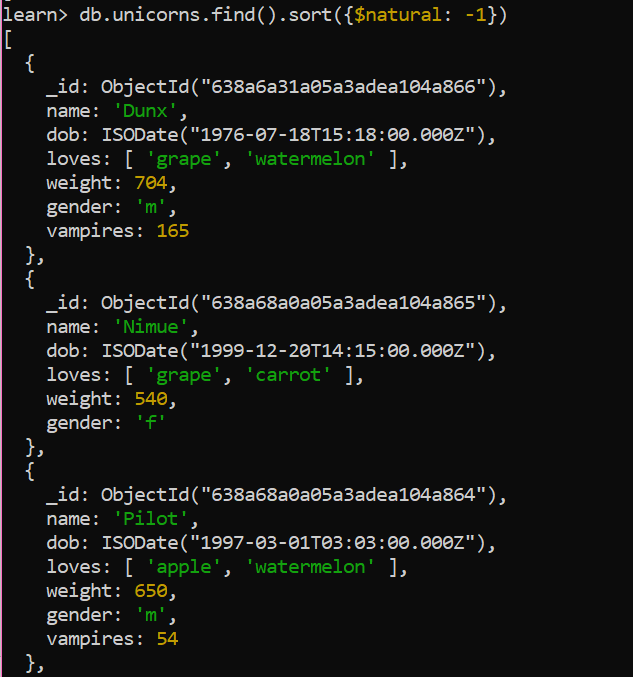 learn> db.unicorns.find().sort({$natural: -1})
[
  {
    _id: ObjectId("638a6a31a05a3adea104a866"),
    name: 'Dunx',
    dob: ISODate("1976-07-18T15:18:00.000Z"),
    loves: [ 'grape', 'watermelon' ],
    weight: 704,
    gender: 'm',
    vampires: 165
  },
  {
    _id: ObjectId("638a68a0a05a3adea104a865"),
    name: 'Nimue',
    dob: ISODate("1999-12-20T14:15:00.000Z"),
    loves: [ 'grape', 'carrot' ],
    weight: 540,
    gender: 'f'
  },
  {
    _id: ObjectId("638a68a0a05a3adea104a864"),
    name: 'Pilot',
    dob: ISODate("1997-03-01T03:03:00.000Z"),
    loves: [ 'apple', 'watermelon' ],
    weight: 650,
    gender: 'm',
    vampires: 54
  },